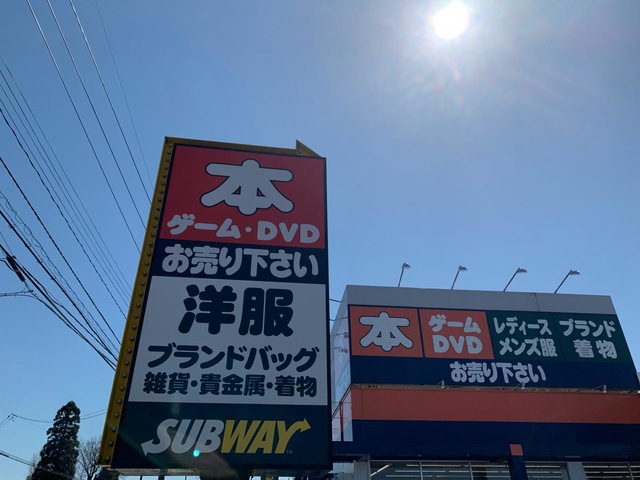 本
ゲーム・DVD
お売り下さい
洋服
ブランドバッグ
雑貨・貴金属・着物
SUBWAY
本
ゲーム
DVD
レディース
メンズ服
ブランド
着物
お売り下さい